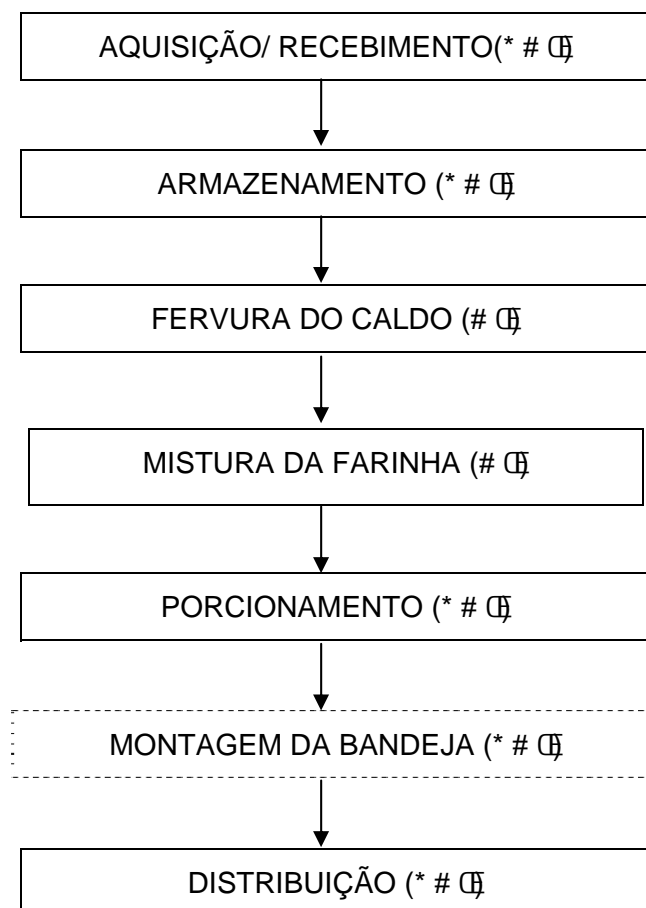 AQUISIÇÃO/ RECEBIMENTO(* # Œ)
ARMAZENAMENTO (* # Œ)
FERVURA DO CALDO (# Œ)
MISTURA DA FARINHA (# Œ)
PORCIONAMENTO (* # Œ)
MONTAGEM DA BANDEJA (* # Œ)
DISTRIBUIÇÃO (* # Œ)